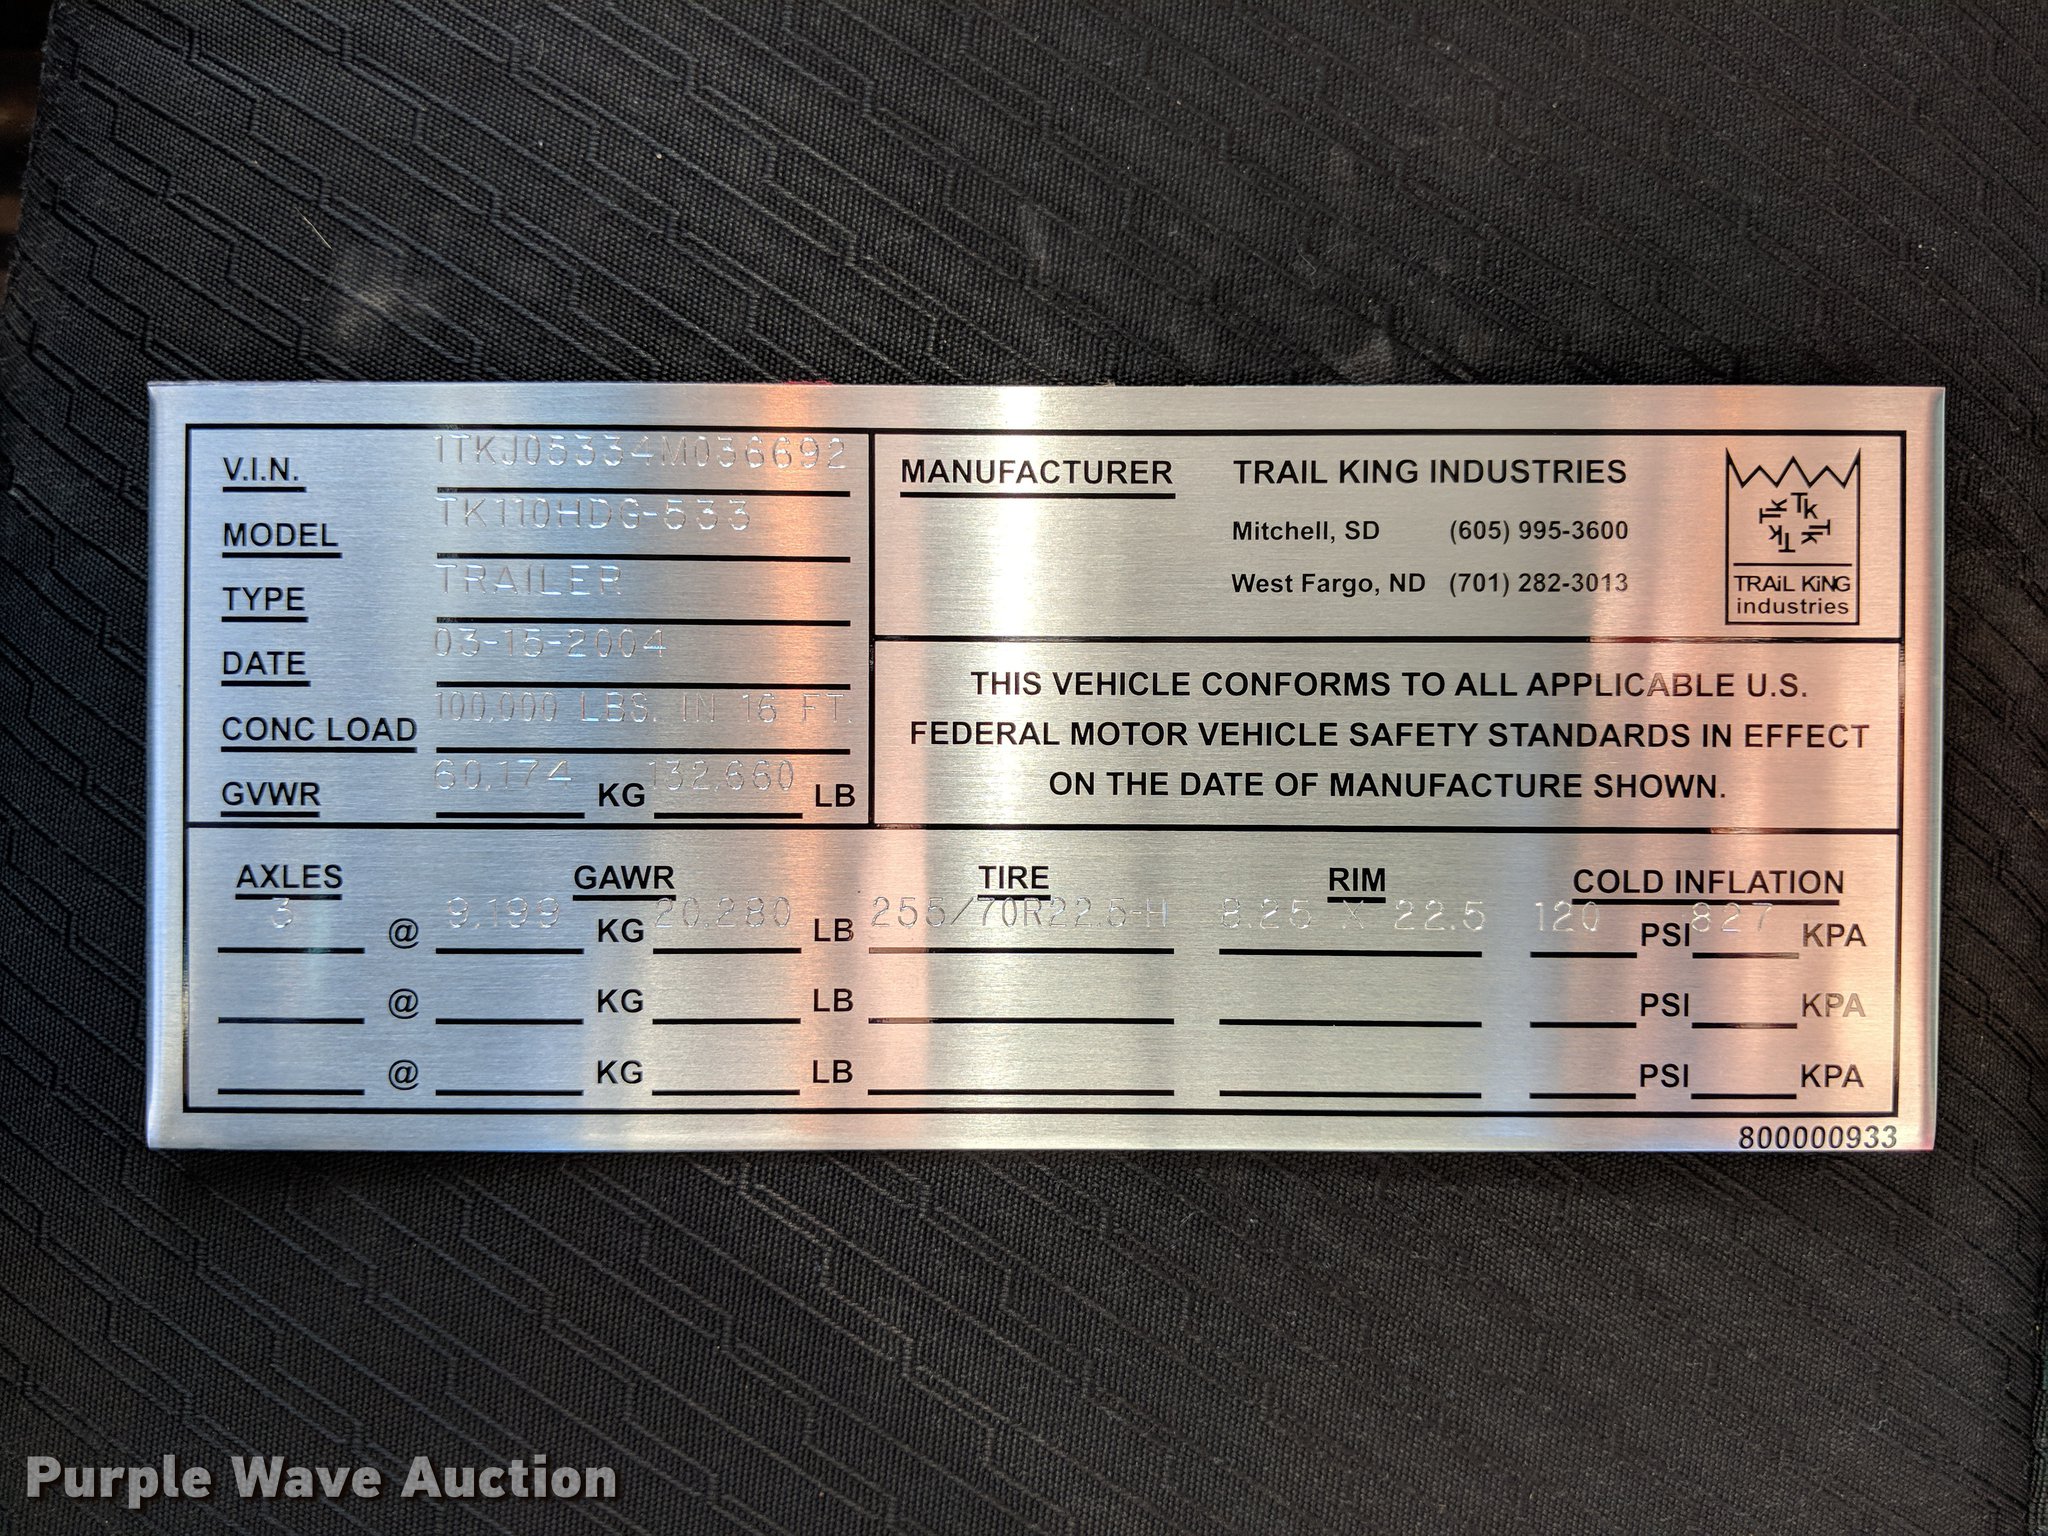 V.I.N. 1TKJ05334M036692
MODEL TK110HDG-533
TYPE TRAILER
DATE 03-15-2004
CONC LOAD 100,000 LBS. IN 16 FT.
GVWR 60,174 KG 132,660 LB
MANUFACTURER TRAIL KING INDUSTRIES
Mitchell, SD (605) 995-3600
West Fargo, ND (701) 282-3013
Tk Tk Tk Tk Tk
TRAiL KiNG
industries
THIS VEHICLE CONFORMS TO ALL APPLICABLE U.S.
FEDERAL MOTOR VEHICLE SAFETY STANDARDS IN EFFECT
ON THE DATE OF MANUFACTURE SHOWN.
AXLES GAWR TIRE RIM COLD INFLATION
3 @ 9,199 KG 20,280 LB 255/70R22.5-H 8.25 X 22.5 120 PSI 827 KPA
@ KG LB PSI KPA
@ KG LB PSI KPA
800000933
Purple Wave Auction